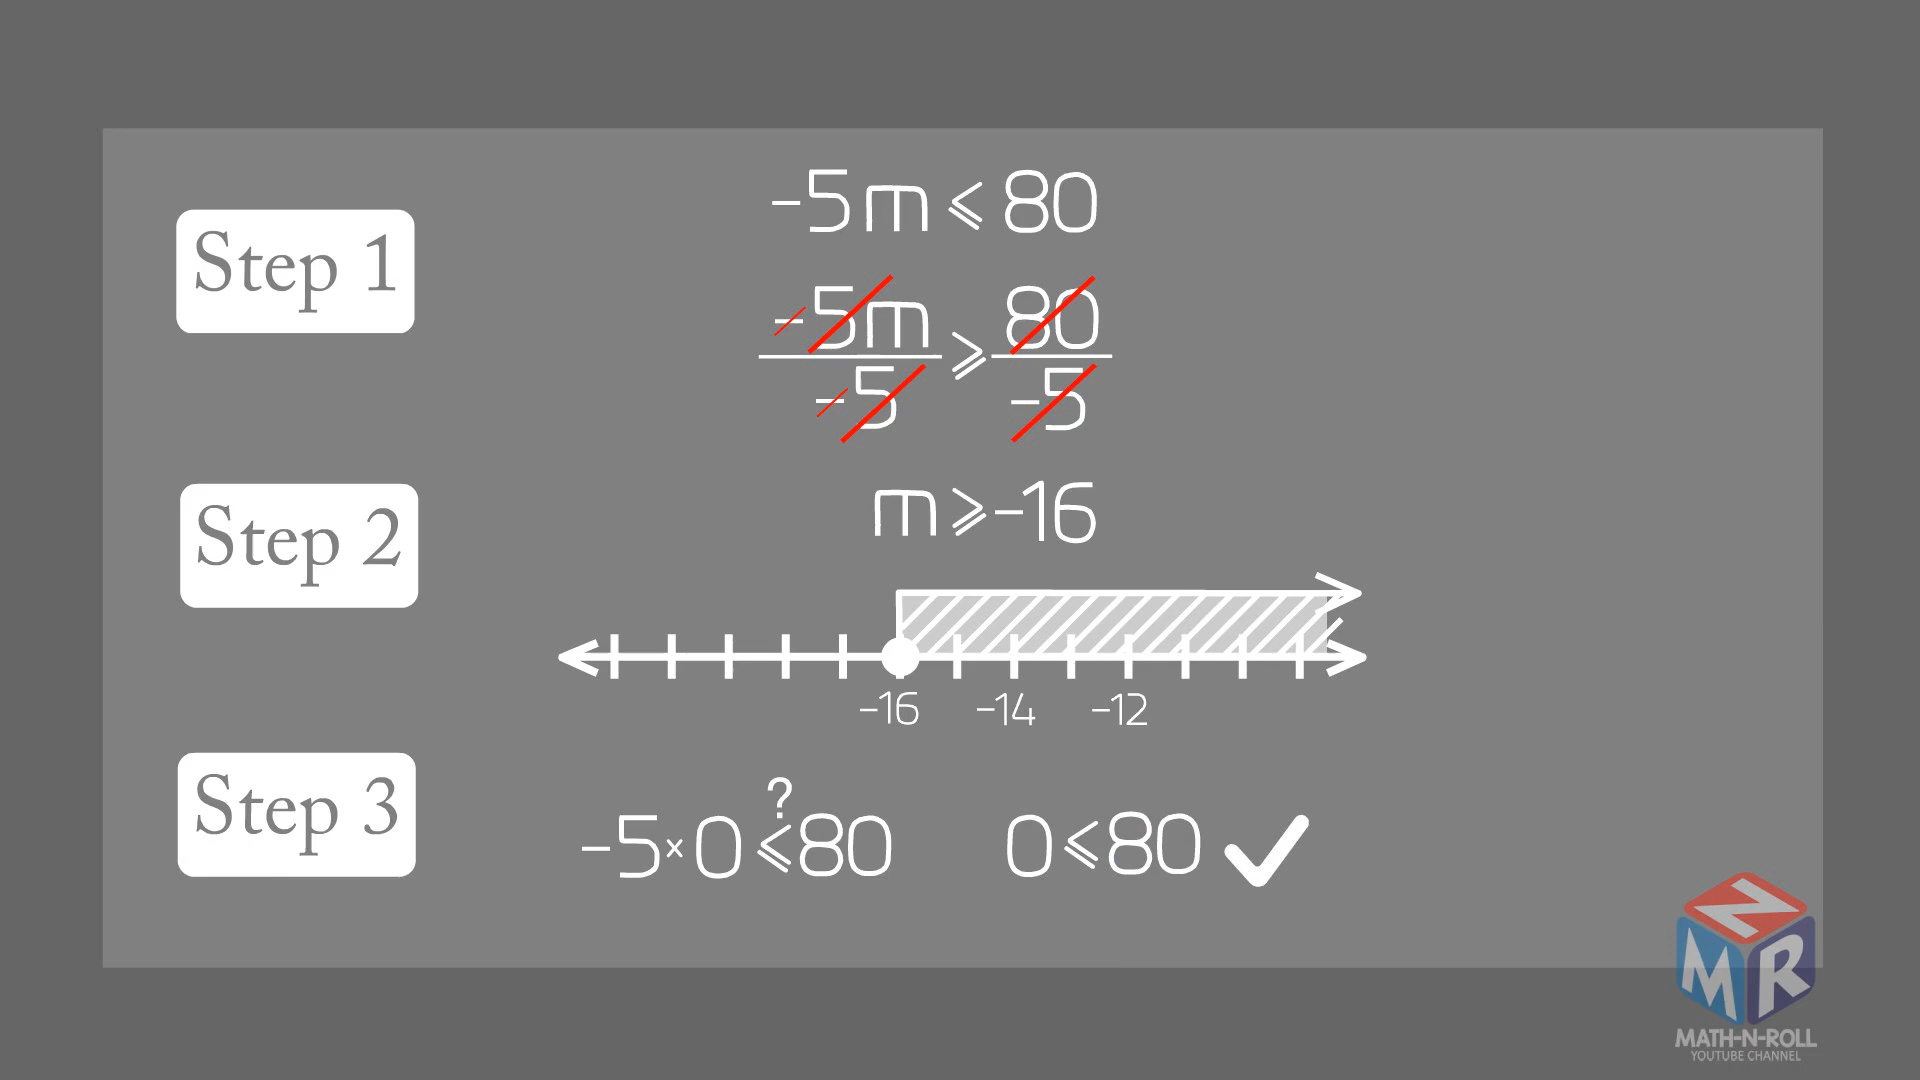 Step 1
-5m ⩽ 80
-5m/-5 ⩾ 80/-5
Step 2
m ⩾ -16
-16 -14 -12
Step 3
?
-5×0 ⩽ 80 0 ⩽ 80 ✓
Z
M R
MATH-N-ROLL
YOUTUBE CHANNEL